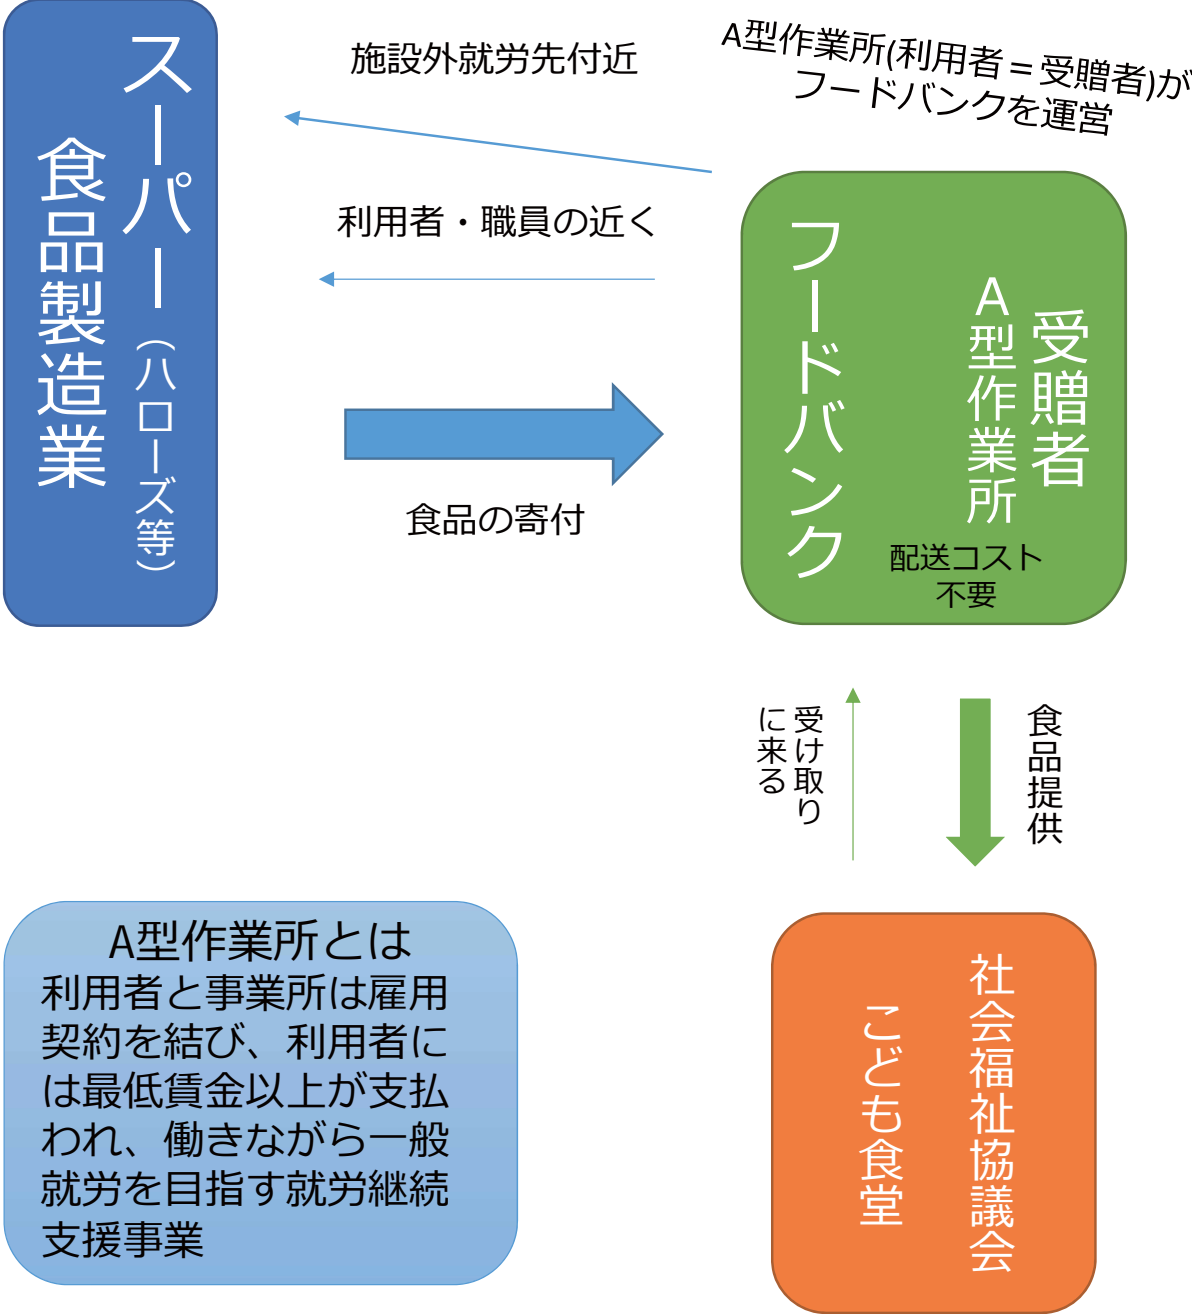 スーパー（ハローズ等）
食品製造業
施設外就労先付近
A型作業所(利用者＝受贈者)が
フードバンクを運営
利用者・職員の近く
食品の寄付
受贈者
A型作業所
フードバンク
配送コスト
不要
受け取り
に来る
食品提供
A型作業所とは
利用者と事業所は雇用
契約を結び、利用者に
は最低賃金以上が支払
われ、働きながら一般
就労を目指す就労継続
支援事業
社会福祉協議会
こども食堂